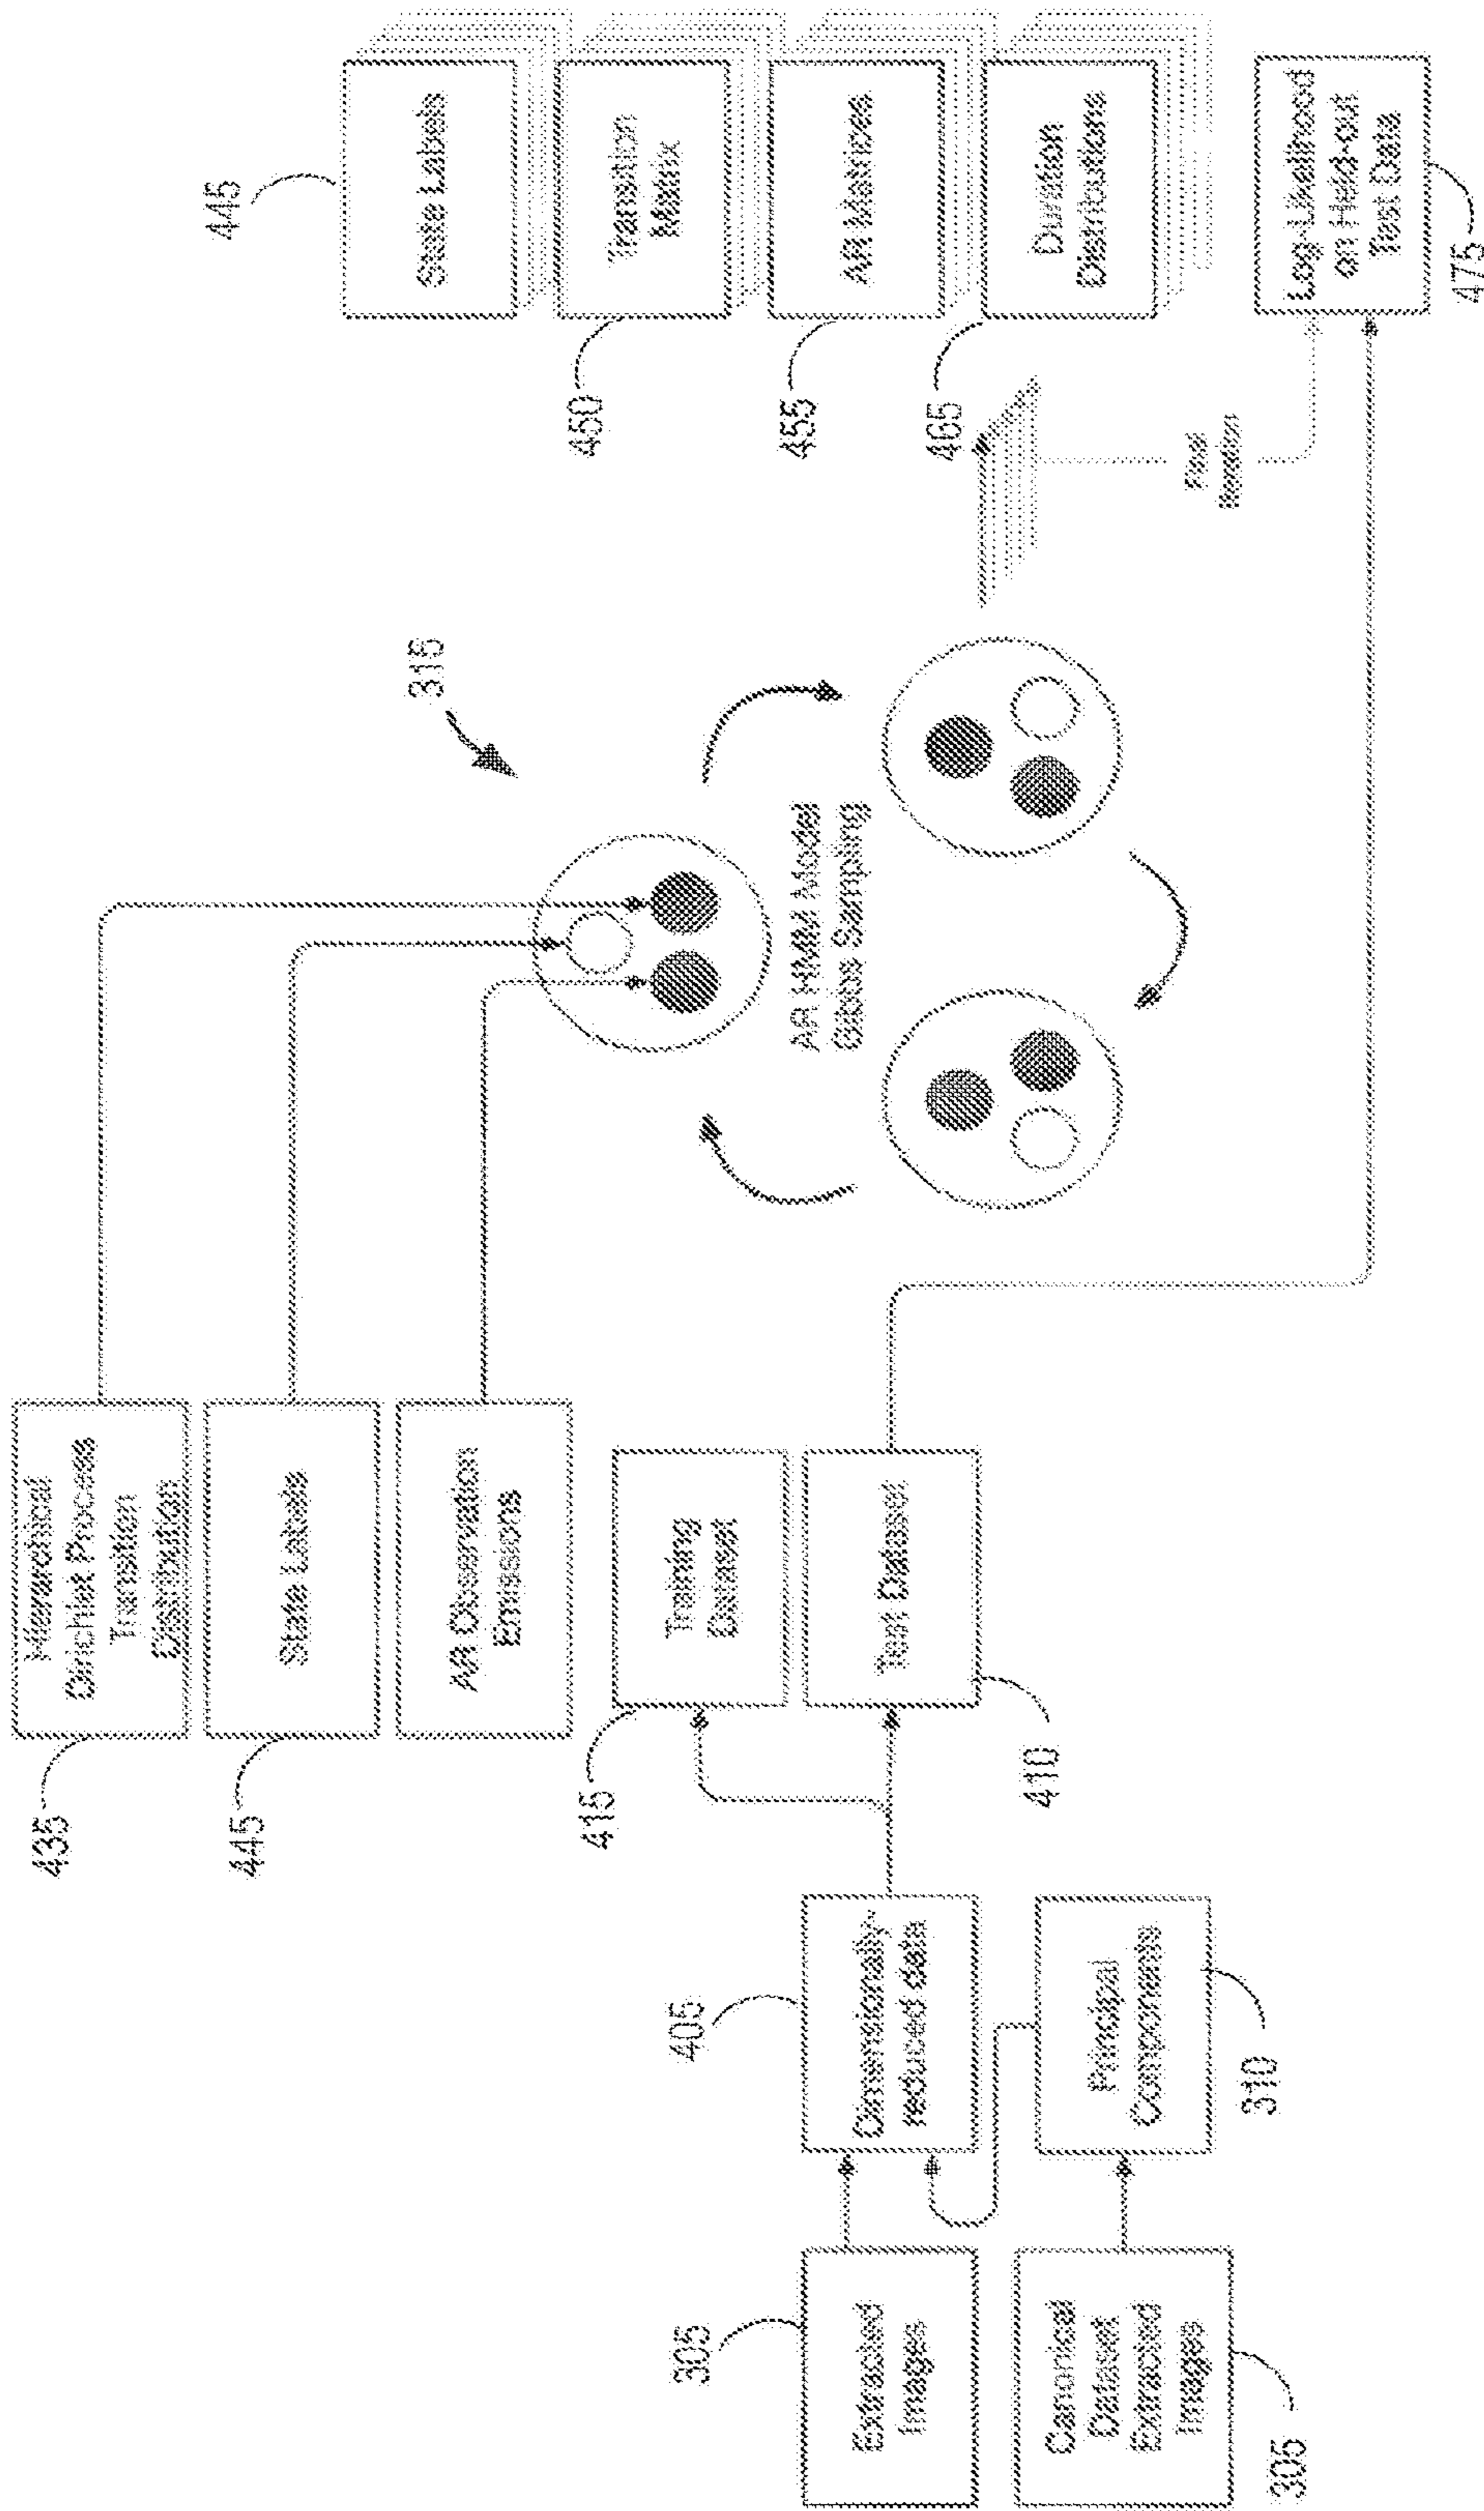 435
Hierarchical
Dirichlet Process
Transition
Distribution
445
State Labels
AR Observation
Emissions
415
Training
Dataset
Test Dataset
410
405
Dimensionally-
reduced data
Principal
Components
310
305
Extracted
Images
Canonical
Dataset
Extracted
Images
305
315
AR HMM Model
Gibbs Sampling
445
State Labels
450
Transition
Matrix
455
AR Matrices
465
Duration
Distributions
Final
Iteration
Log-Likelihood
on Held-out
Test Data
475